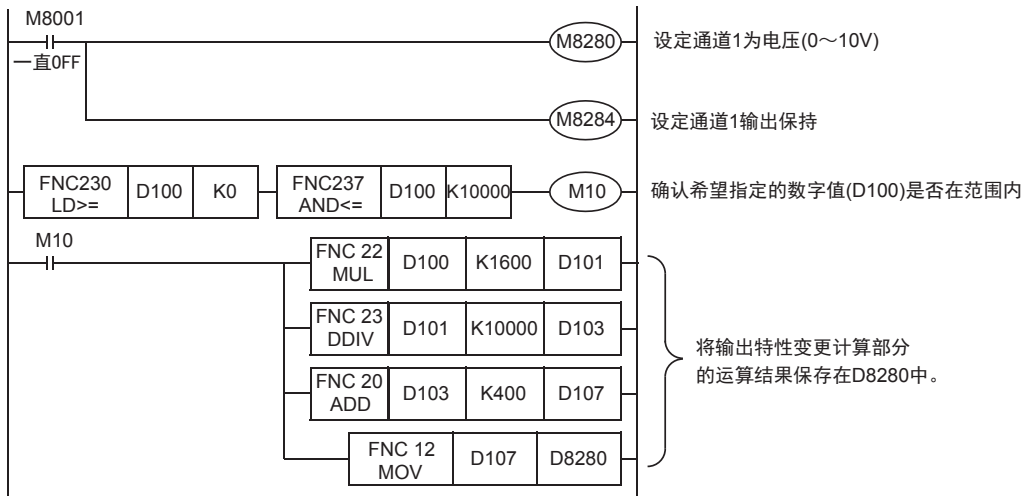 M8001
一直0FF
M8280
设定通道1为电压(0～10V)
M8284
设定通道1输出保持
FNC230
LD>=
D100
K0
FNC237
AND<=
D100
K10000
M10
确认希望指定的数字值(D100)是否在范围内
M10
FNC 22
MUL
D100
K1600
D101
FNC 23
DDIV
D101
K10000
D103
FNC 20
ADD
D103
K400
D107
FNC 12
MOV
D107
D8280
将输出特性变更计算部分
的运算结果保存在D8280中。